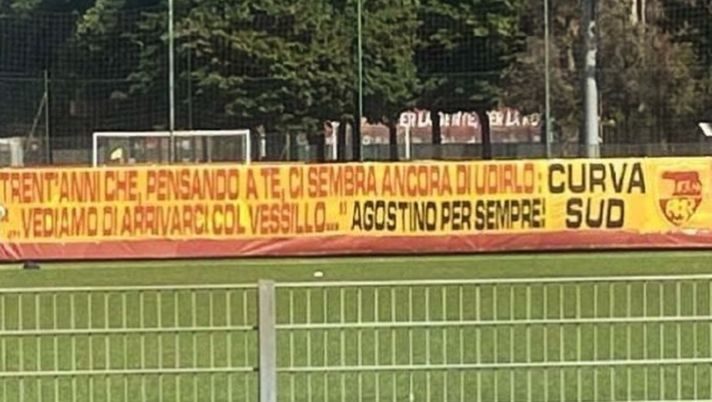 TRENT'ANNI CHE, PENSANDO A TE, CI SEMBRA ANCORA DI UDIRLO: CURVA
"...VEDIAMO DI ARRIVARCI COL VESSILLO..." AGOSTINO PER SEMPRE! SUD